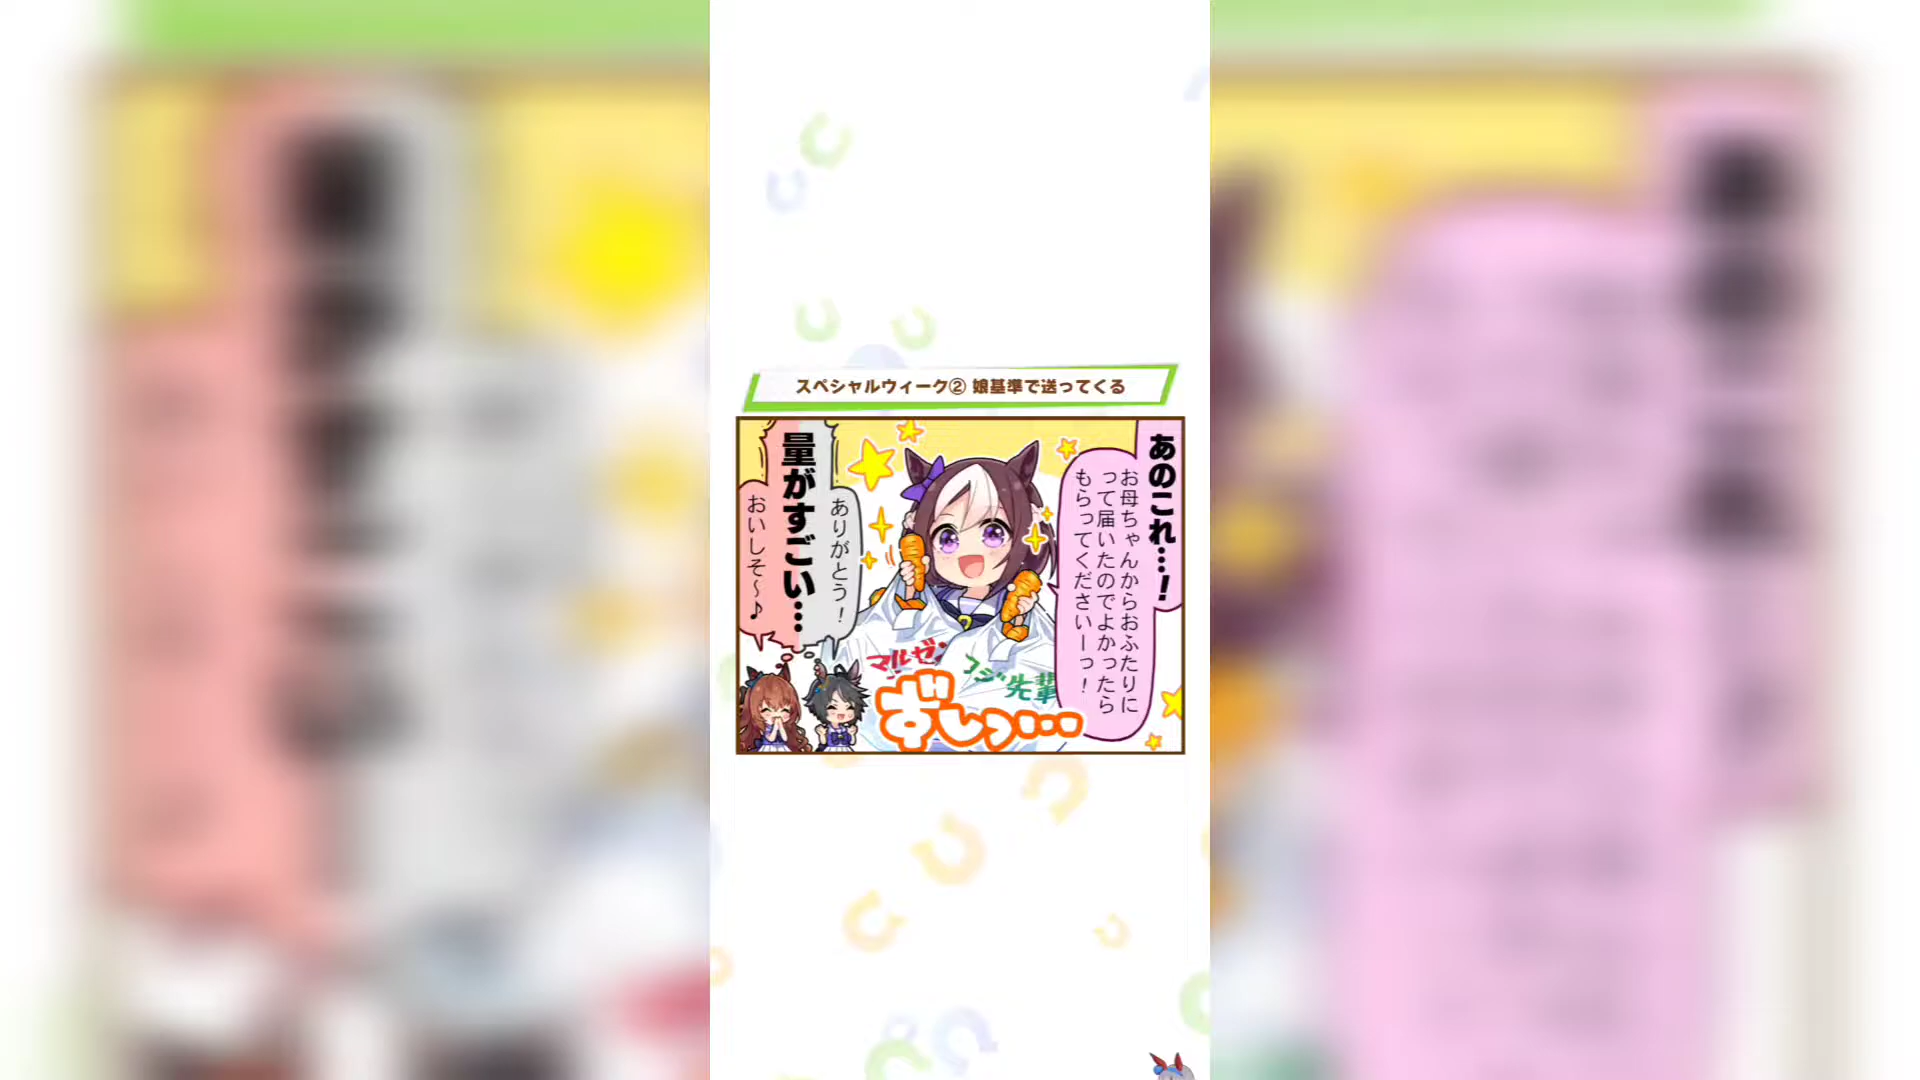 スペシャルウィーク② 娘基準で送ってくる
あのこれ…!
お母ちゃんからおふたりに
って届いたのでよかったら
もらってくださいーっ!
ありがとう!
量がすごい…
おいしそ～♪
マルゼン
フジ先輩
ずしっ…